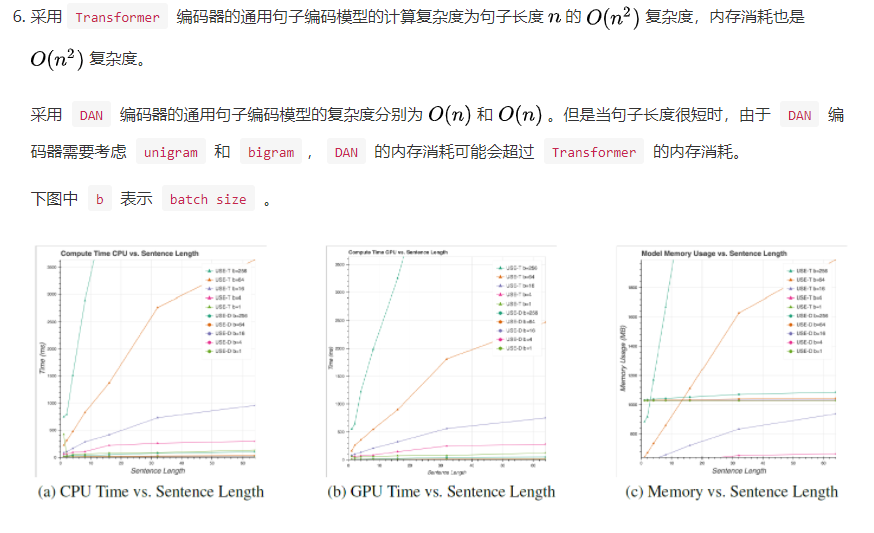 6. 采用 Transformer 编码器的通用句子编码模型的计算复杂度为句子长度 n 的 O(n²) 复杂度，内存消耗也是
O(n²) 复杂度。
采用 DAN 编码器的通用句子编码模型的复杂度分别为 O(n) 和 O(n) 。但是当句子长度很短时，由于 DAN 编
码器需要考虑 unigram 和 bigram ， DAN 的内存消耗可能会超过 Transformer 的内存消耗。
下图中 b 表示 batch size 。
Compute Time CPU vs. Sentence Length
USE-T b=256
USE-T b=64
USE-T b=16
USE-T b=4
USE-T b=1
USE-D b=256
USE-D b=64
USE-D b=16
USE-D b=4
USE-D b=1
Time (ms)
Sentence Length
(a) CPU Time vs. Sentence Length
Compute Time GPU vs. Sentence Length
USE-T b=256
USE-T b=64
USE-T b=16
USE-T b=4
USE-T b=1
USE-D b=256
USE-D b=64
USE-D b=16
USE-D b=4
USE-D b=1
Sentence Length
(b) GPU Time vs. Sentence Length
Model Memory Usage vs. Sentence Length
USE-T b=256
USE-T b=64
USE-T b=16
USE-T b=4
USE-T b=1
USE-D b=256
USE-D b=64
USE-D b=16
USE-D b=4
USE-D b=1
Memory Usage (MB)
Sentence Length
(c) Memory vs. Sentence Length